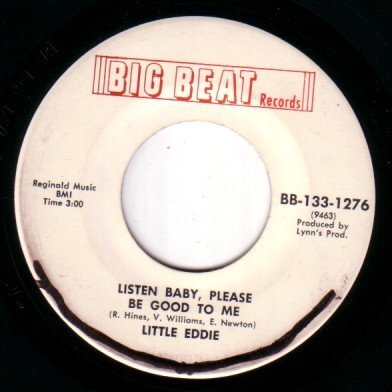 BIG BEAT Records
Reginald Music
BMI
Time 3:00
BB-133-1276
(9463)
Produced by
Lynn's Prod.
LISTEN BABY, PLEASE
BE GOOD TO ME
(R. Hines, V. Williams, E. Newton)
LITTLE EDDIE